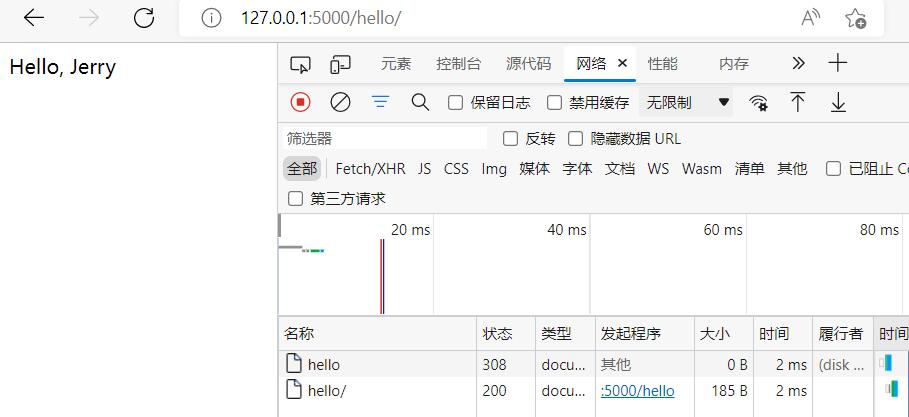 127.0.0.1:5000/hello/
Hello, Jerry
元素 控制台 源代码 网络 性能 内存
保留日志 禁用缓存 无限制
筛选器 反转 隐藏数据 URL
全部 Fetch/XHR JS CSS Img 媒体 字体 文档 WS Wasm 清单 其他 已阻止 Co
第三方请求
20 ms 40 ms 60 ms 80 ms
名称 状态 类型 发起程序 大小 时间 履行者 时间
hello 308 docu... 其他 0 B 2 ms (disk ...
hello/ 200 docu... :5000/hello 185 B 2 ms